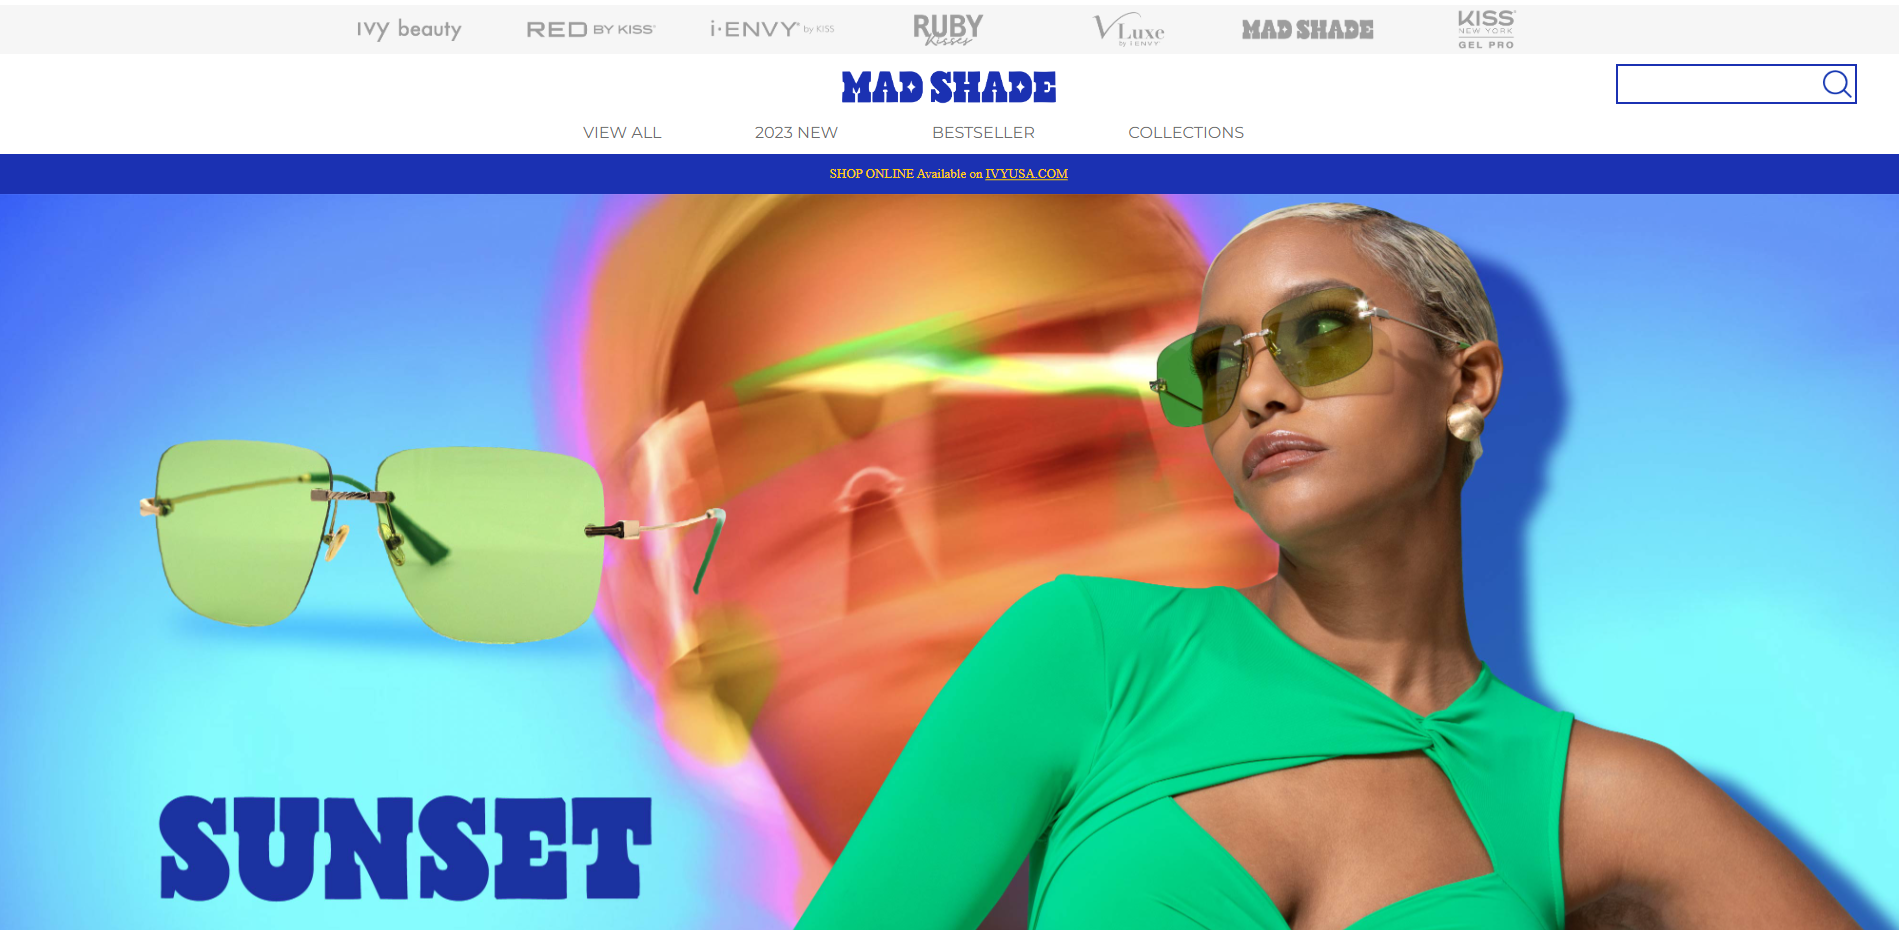 IVY beauty
RED BY KISS®
i·ENVY® by KISS
RUBY Kisses
V Luxe by i ENVY
MAD SHADE
KISS® NEW YORK GEL PRO
MAD SHADE
VIEW ALL
2023 NEW
BESTSELLER
COLLECTIONS
SHOP ONLINE Available on IVYUSA.COM
SUNSET